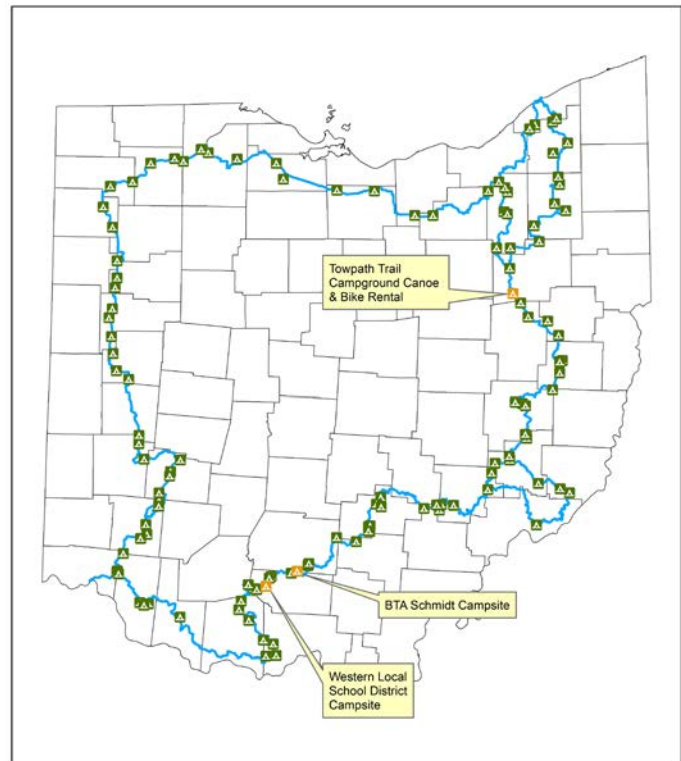 Towpath Trail
Campground Canoe
& Bike Rental
BTA Schmidt Campsite
Western Local
School District
Campsite